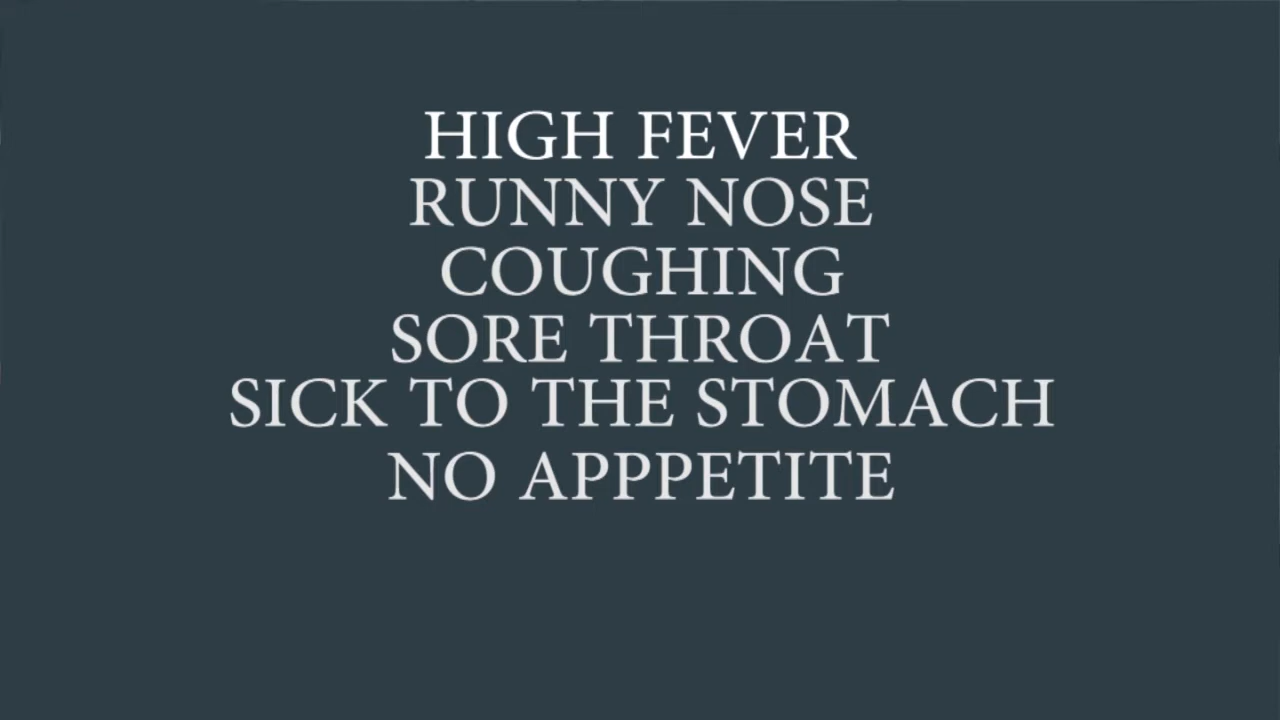 HIGH FEVER
RUNNY NOSE
COUGHING
SORE THROAT
SICK TO THE STOMACH
NO APPPETITE